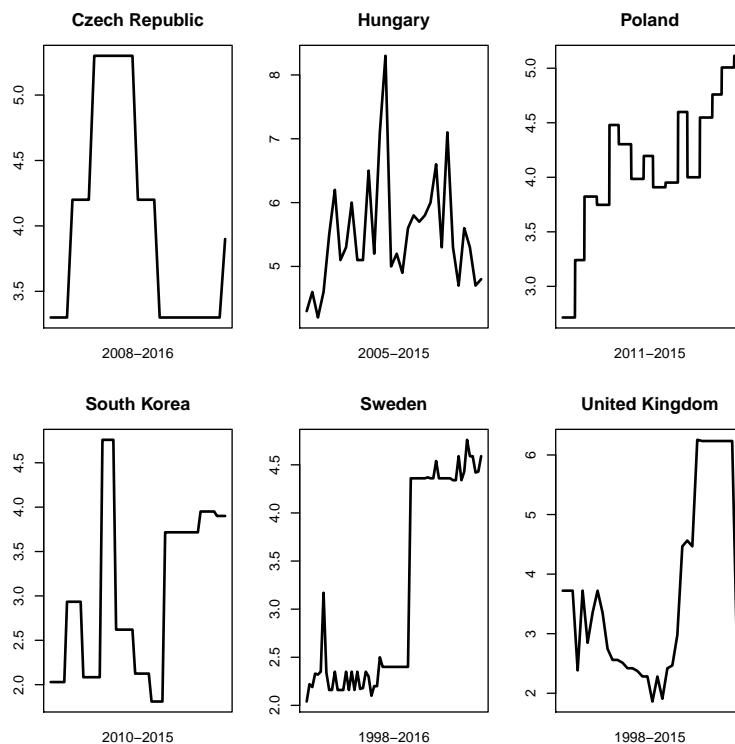 Czech Republic
3.5 4.0 4.5 5.0
2008–2016
Hungary
5 6 7 8
2005–2015
Poland
3.0 3.5 4.0 4.5 5.0
2011–2015
South Korea
2.0 2.5 3.0 3.5 4.0 4.5
2010–2015
Sweden
2.0 2.5 3.0 3.5 4.0 4.5
1998–2016
United Kingdom
2 3 4 5 6
1998–2015